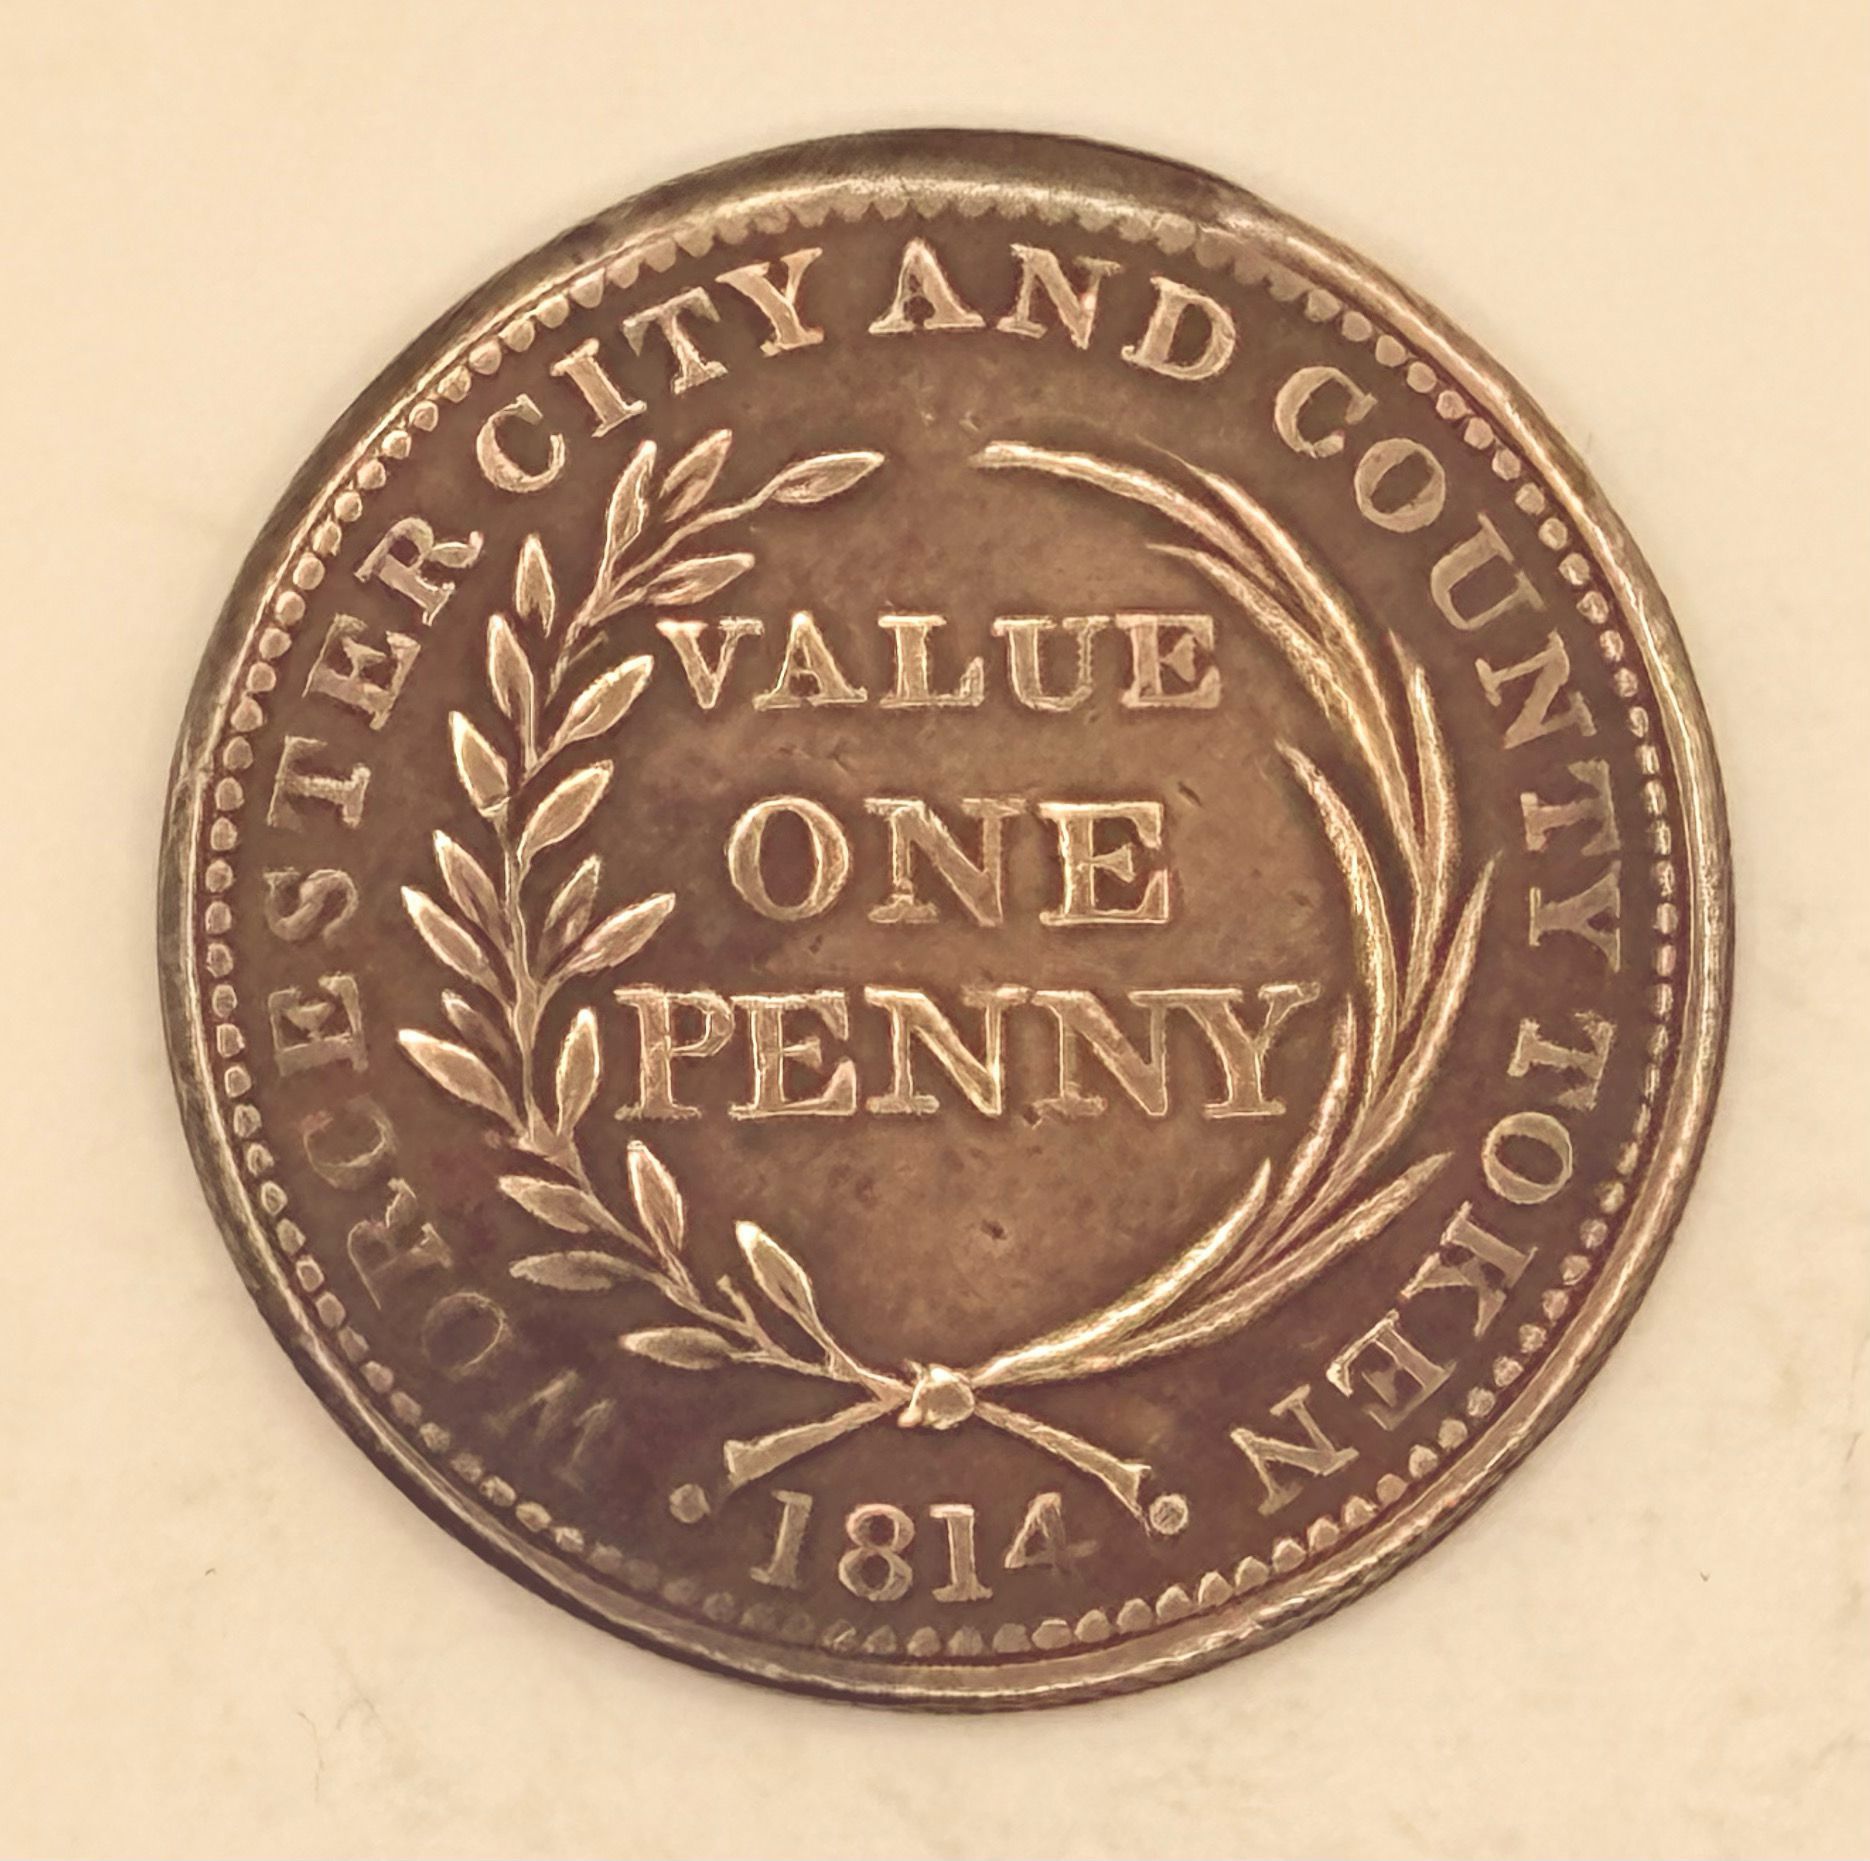 WORCESTER CITY AND COUNTY TOKEN
VALUE
ONE
PENNY
· 1814 ·